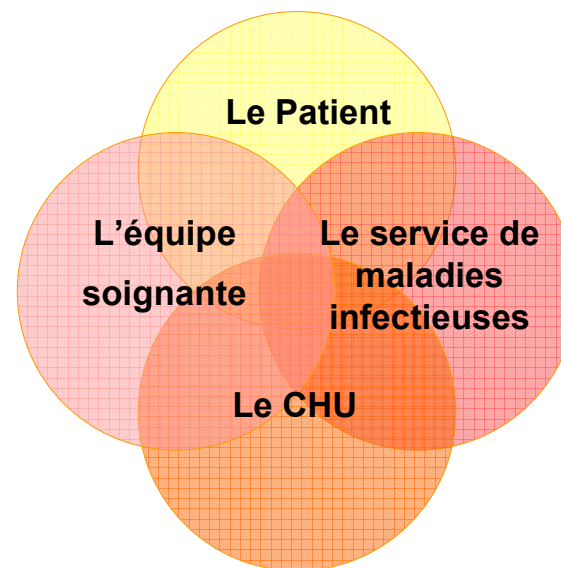 Le Patient
L’équipe
soignante
Le service de
maladies
infectieuses
Le CHU